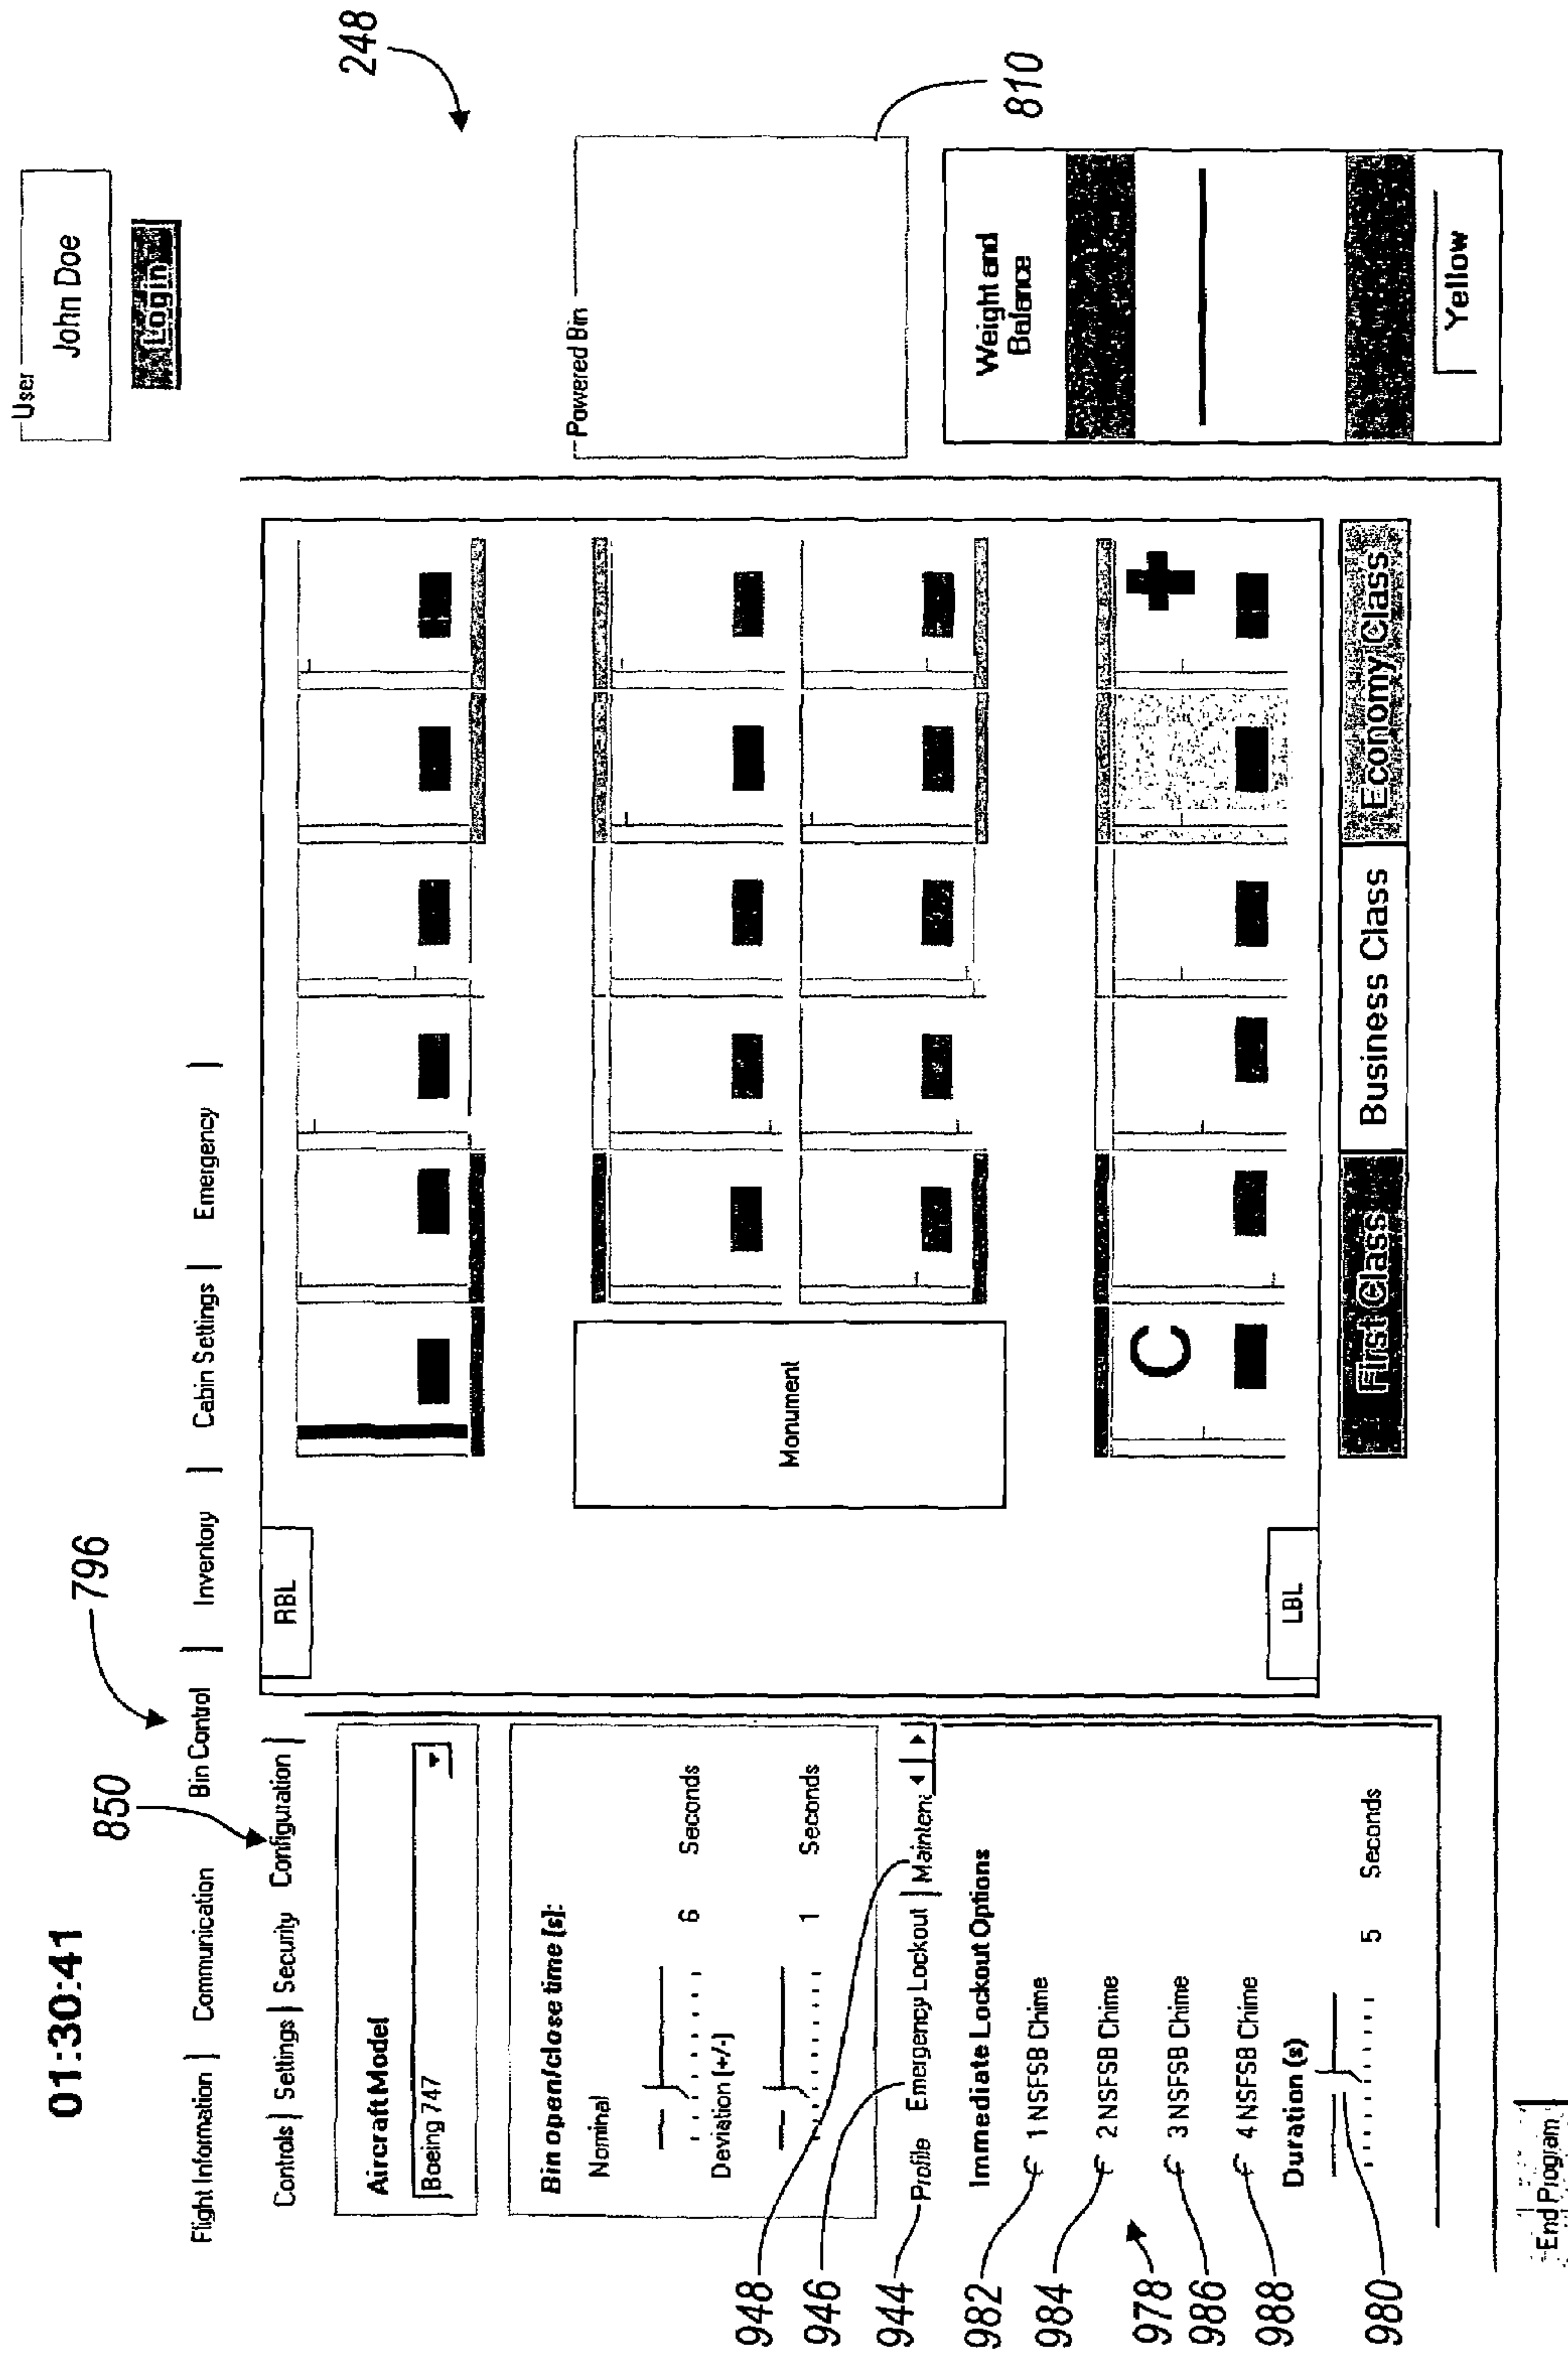 01:30:41
User
John Doe
Login
248
796
850
Flight Information Communication Bin Control Inventory Cabin Settings Emergency
Controls Settings Security Configuration
Aircraft Model
Boeing 747
Bin open/close time [s]:
Nominal
6 Seconds
Deviation [+/-]
1 Seconds
948
946
944
Profile Emergency Lockout Maintena
Immediate Lockout Options
982
1 NSFSB Chime
984
2 NSFSB Chime
978
986
3 NSFSB Chime
988
4 NSFSB Chime
Duration (s)
980
5 Seconds
RBL
Monument
C
LBL
First Class Business Class Economy Class
Powered Bin
810
Weight and
Balance
Yellow
End Program